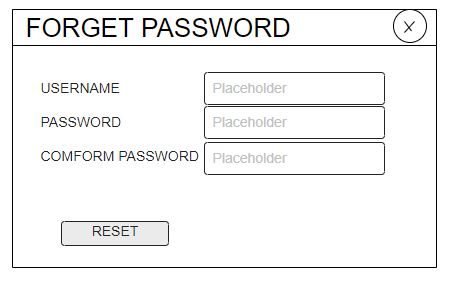 FORGET PASSWORD X
USERNAME Placeholder
PASSWORD Placeholder
COMFORM PASSWORD Placeholder
RESET